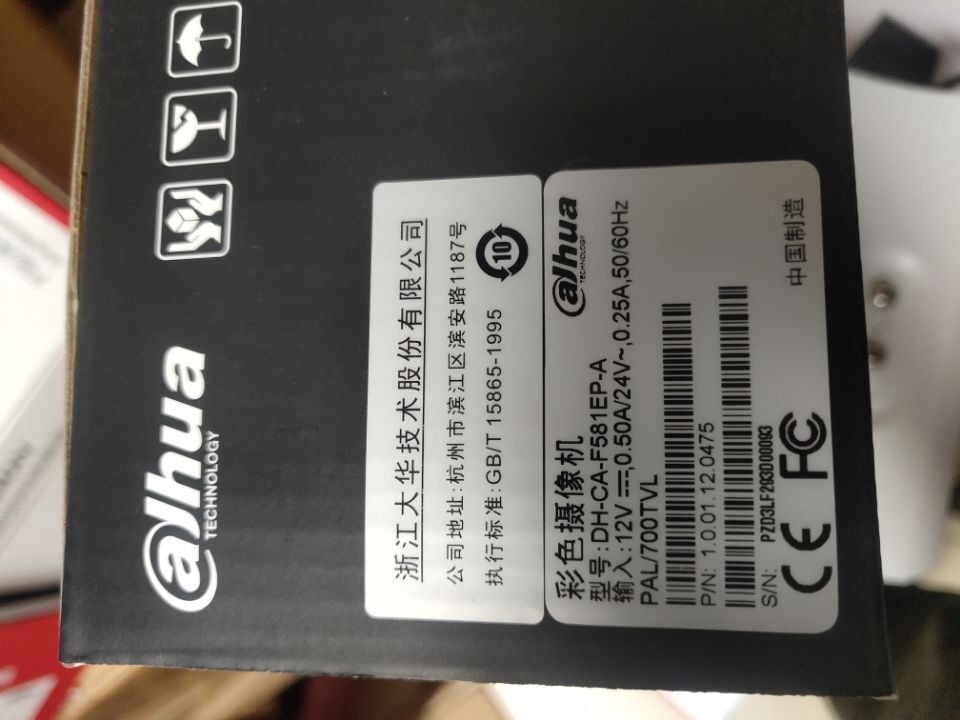 alhua
TECHNOLOGY
浙江大华技术股份有限公司
公司地址:杭州市滨江区滨安路1187号
执行标准:GB/T 15865-1995
10
alhua
TECHNOLOGY
彩色摄像机
型号:DH-CA-F581EP-A
输入:12V⎓,0.50A/24V~,0.25A,50/60Hz
PAL/700TVL
P/N: 1.0.01.12.0475
S/N: PZD3LF283D00093
CE FC 中国制造